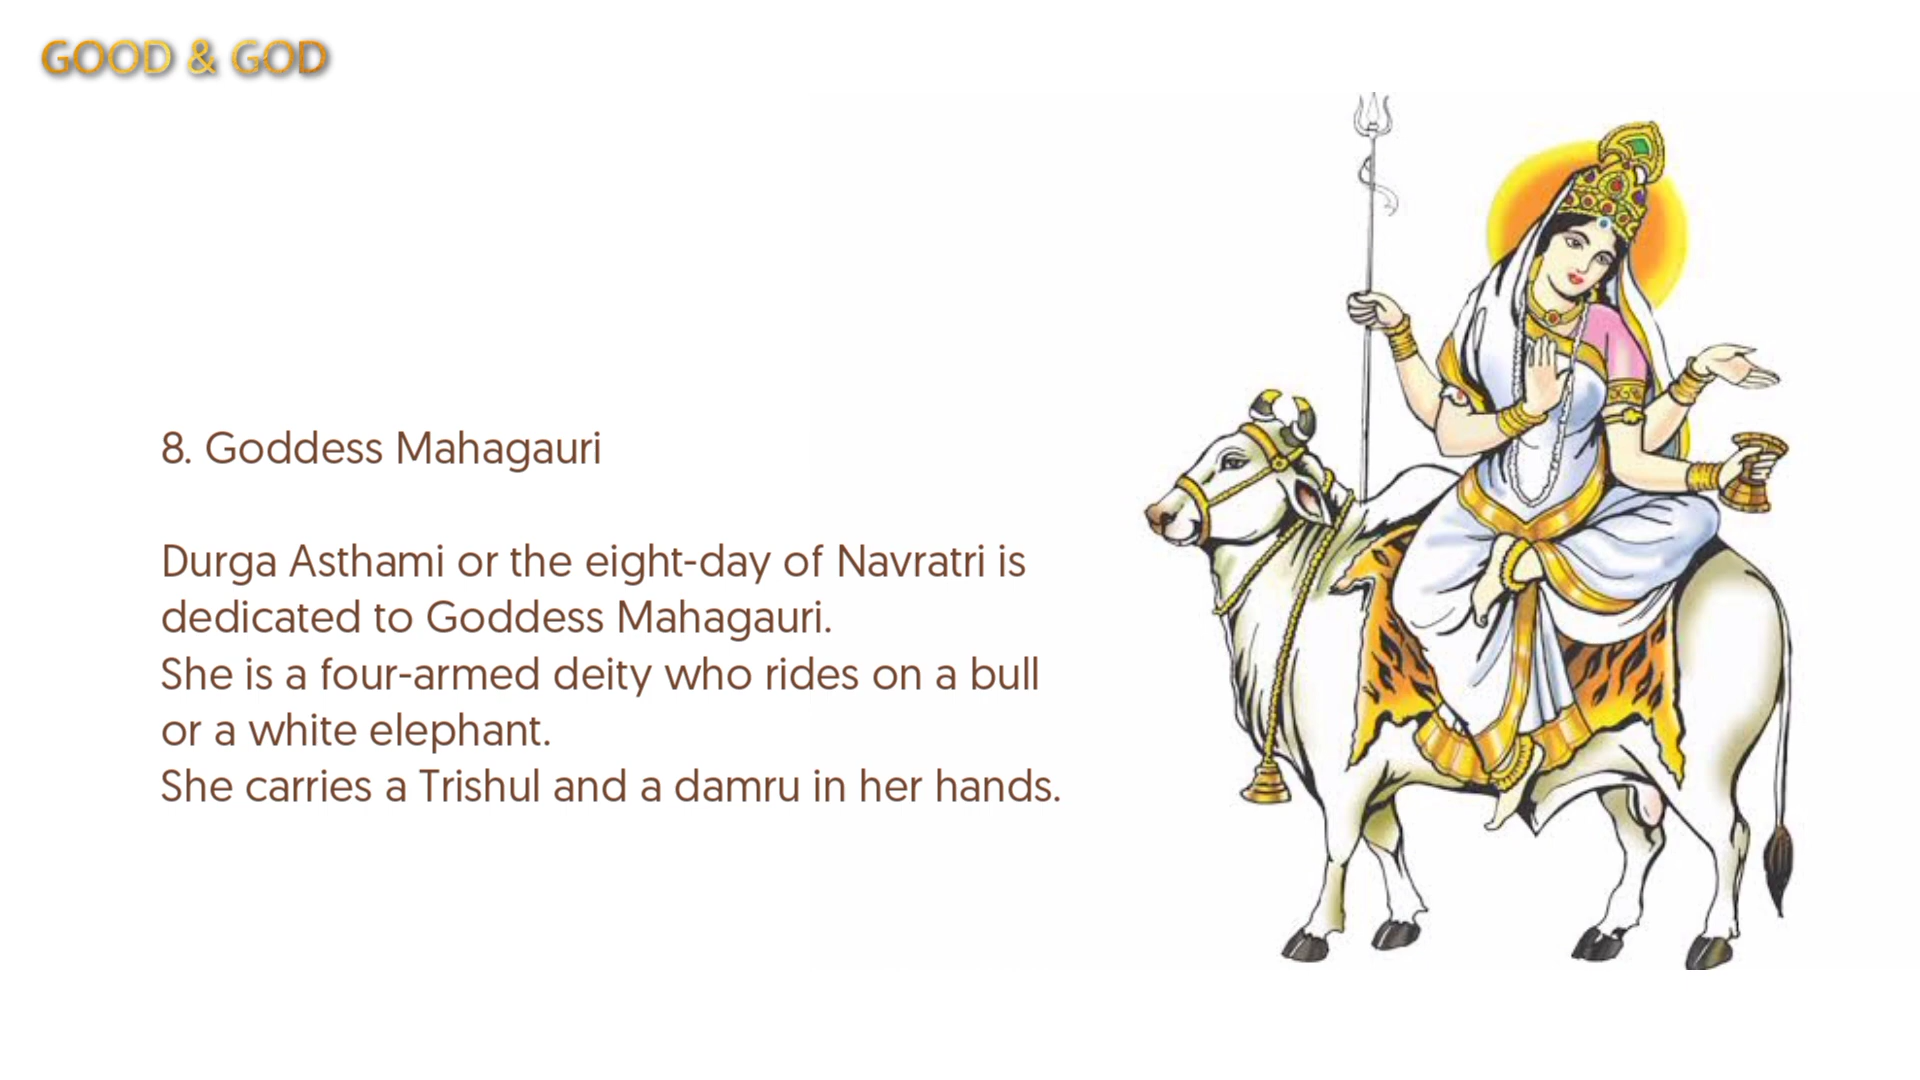 GOOD & GOD
8. Goddess Mahagauri
Durga Asthami or the eight-day of Navratri is
dedicated to Goddess Mahagauri.
She is a four-armed deity who rides on a bull
or a white elephant.
She carries a Trishul and a damru in her hands.